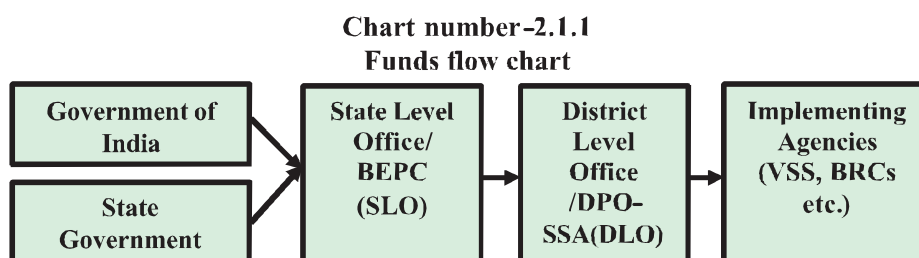 Chart number-2.1.1
Funds flow chart
Government of
India
State
Government
State Level
Office/
BEPC
(SLO)
District
Level
Office
/DPO-
SSA(DLO)
Implementing
Agencies
(VSS, BRCs
etc.)